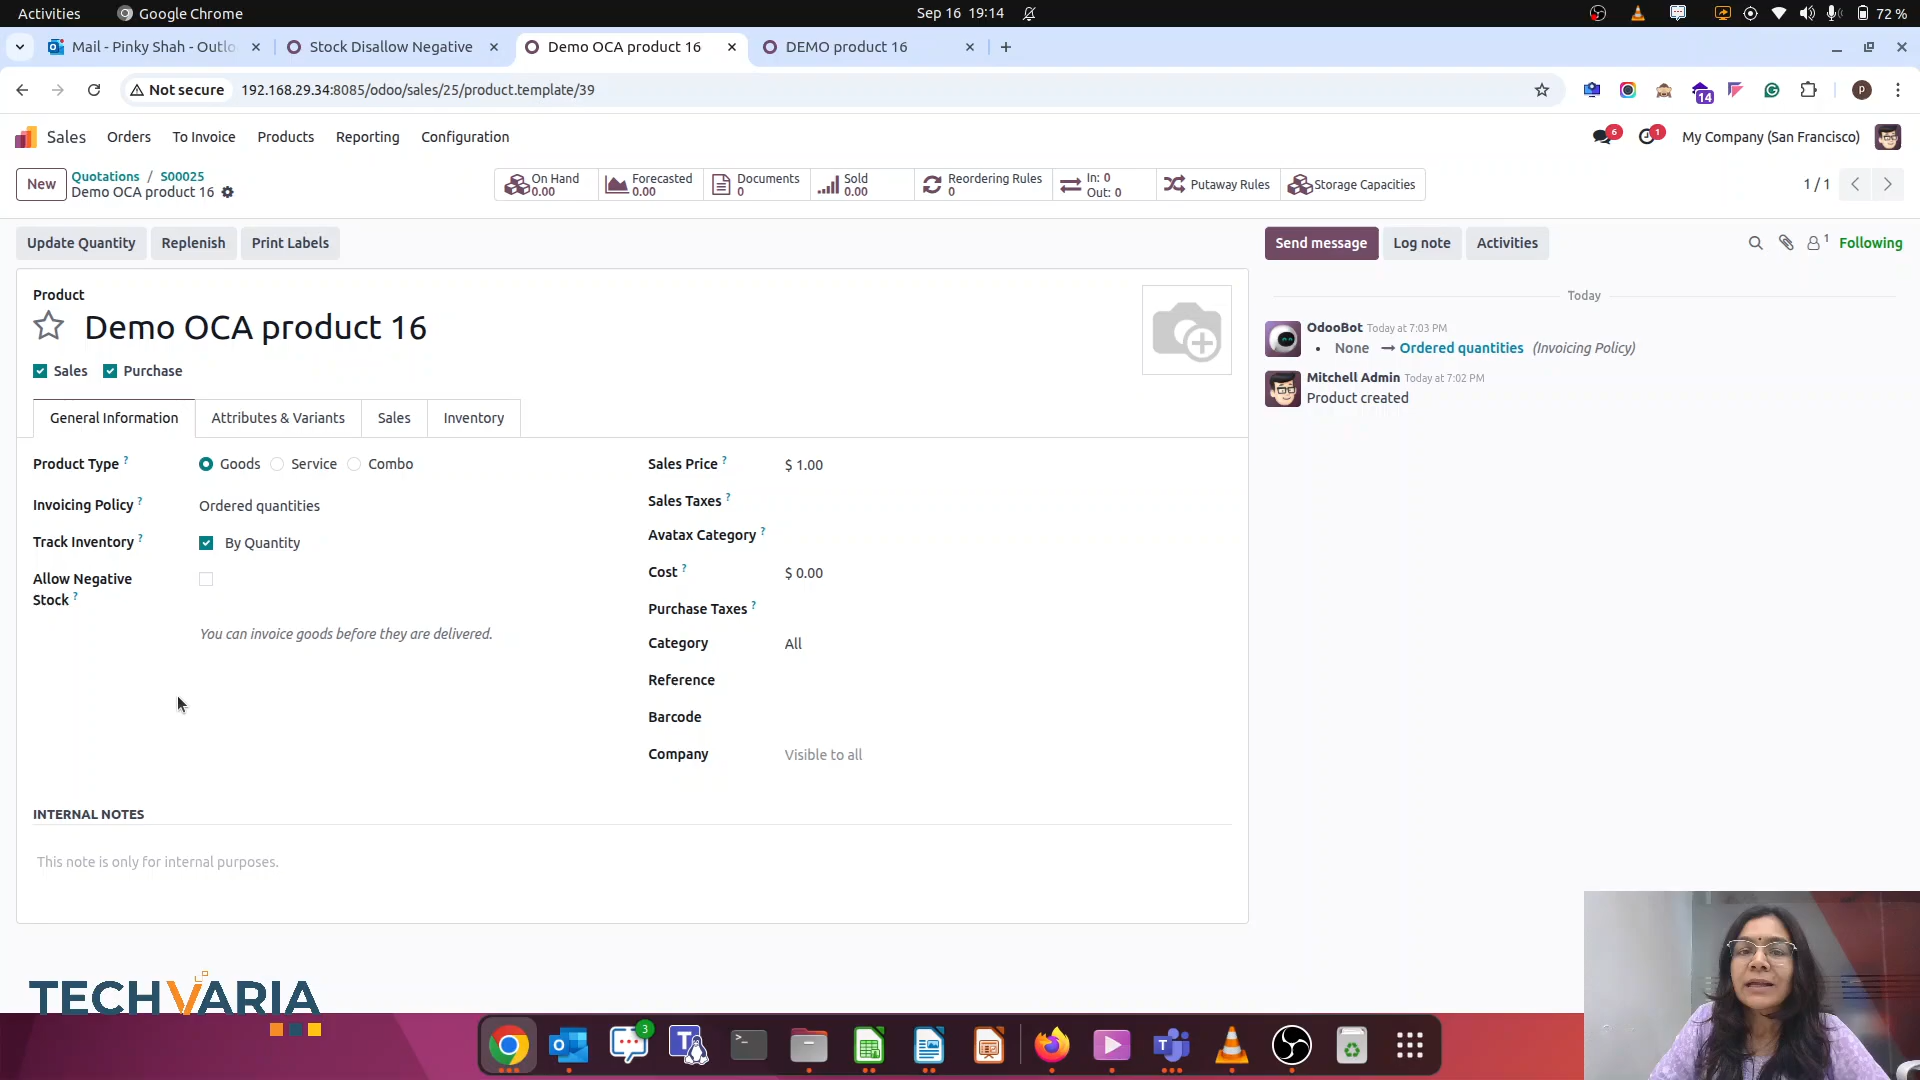 Activities
Google Chrome
Sep 16 19:14
72 %
Mail - Pinky Shah - Outlo
Stock Disallow Negative
Demo OCA product 16
DEMO product 16
Not secure
192.168.29.34:8085/odoo/sales/25/product.template/39
14
P
Sales
Orders
To Invoice
Products
Reporting
Configuration
6
1
My Company (San Francisco)
New
Quotations / S00025
Demo OCA product 16
On Hand
0.00
Forecasted
0.00
Documents
0
Sold
0.00
Reordering Rules
0
In: 0
Out: 0
Putaway Rules
Storage Capacities
1 / 1
Update Quantity
Replenish
Print Labels
Send message
Log note
Activities
1
Following
Product
Demo OCA product 16
Sales
Purchase
General Information
Attributes & Variants
Sales
Inventory
Product Type ?
Goods
Service
Combo
Invoicing Policy ?
Ordered quantities
Track Inventory ?
By Quantity
Allow Negative
Stock ?
You can invoice goods before they are delivered.
Sales Price ?
$ 1.00
Sales Taxes ?
Avatax Category ?
Cost ?
$ 0.00
Purchase Taxes ?
Category
All
Reference
Barcode
Company
Visible to all
INTERNAL NOTES
This note is only for internal purposes.
Today
OdooBot Today at 7:03 PM
• None → Ordered quantities (Invoicing Policy)
Mitchell Admin Today at 7:02 PM
Product created
TECHVARIA
3